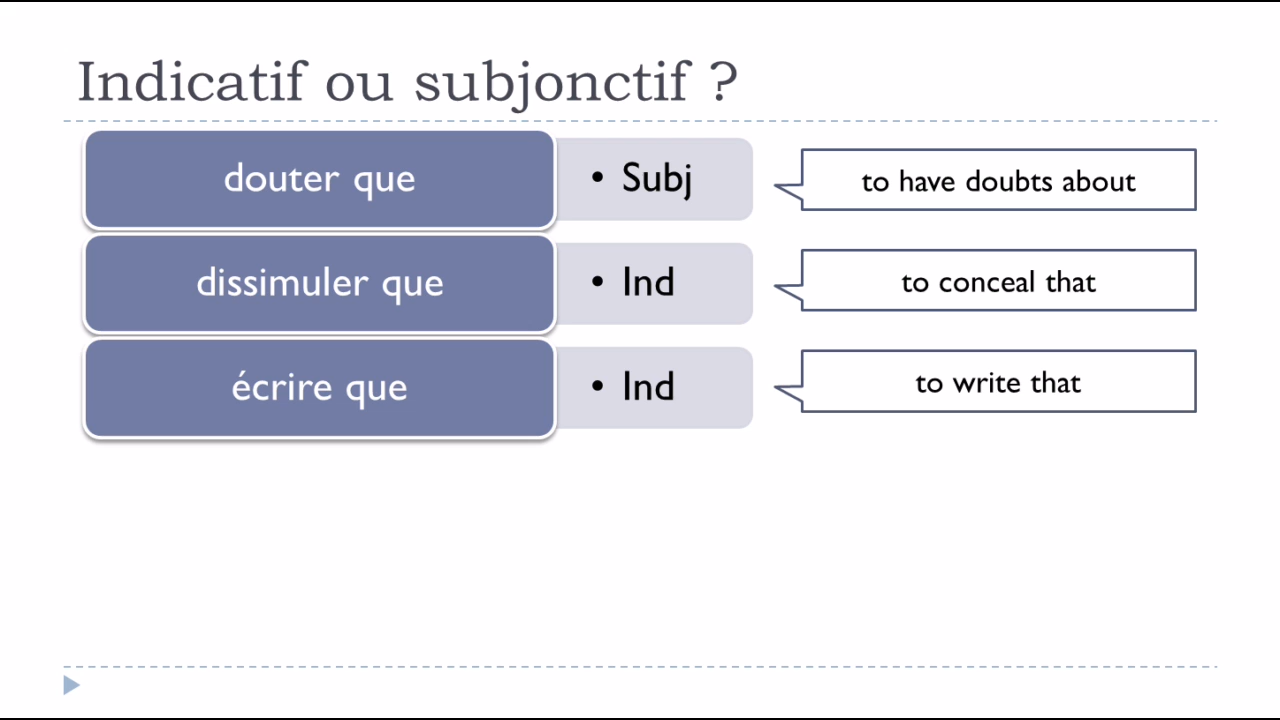 Indicatif ou subjonctif ?
douter que
• Subj
to have doubts about
dissimuler que
• Ind
to conceal that
écrire que
• Ind
to write that